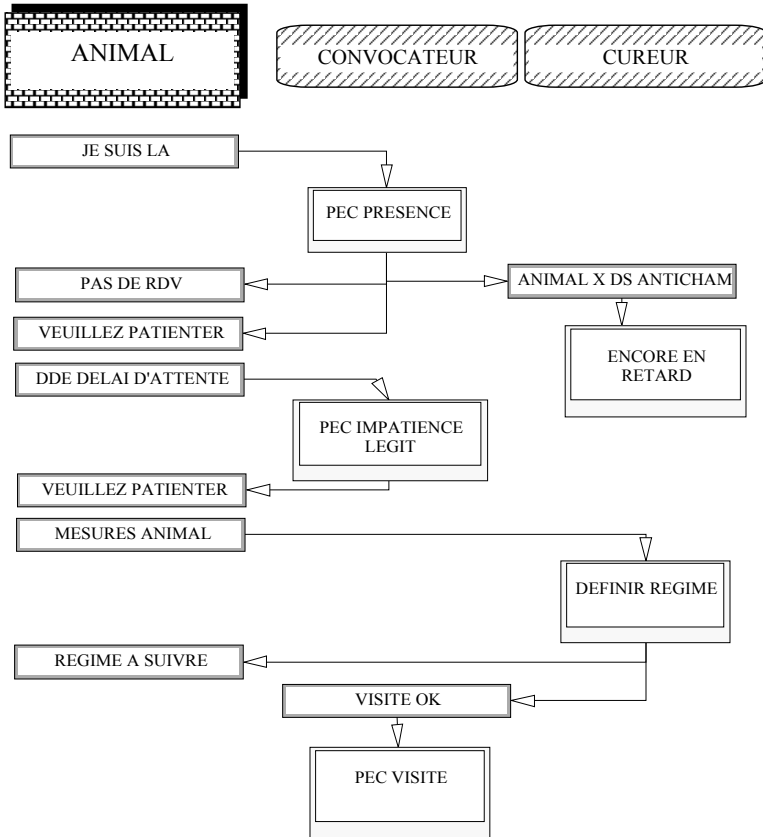 ANIMAL
CONVOCATEUR
CUREUR
JE SUIS LA
PEC PRESENCE
PAS DE RDV
ANIMAL X DS ANTICHAM
VEUILLEZ PATIENTER
ENCORE EN
RETARD
DDE DELAI D'ATTENTE
PEC IMPATIENCE
LEGIT
VEUILLEZ PATIENTER
MESURES ANIMAL
DEFINIR REGIME
REGIME A SUIVRE
VISITE OK
PEC VISITE